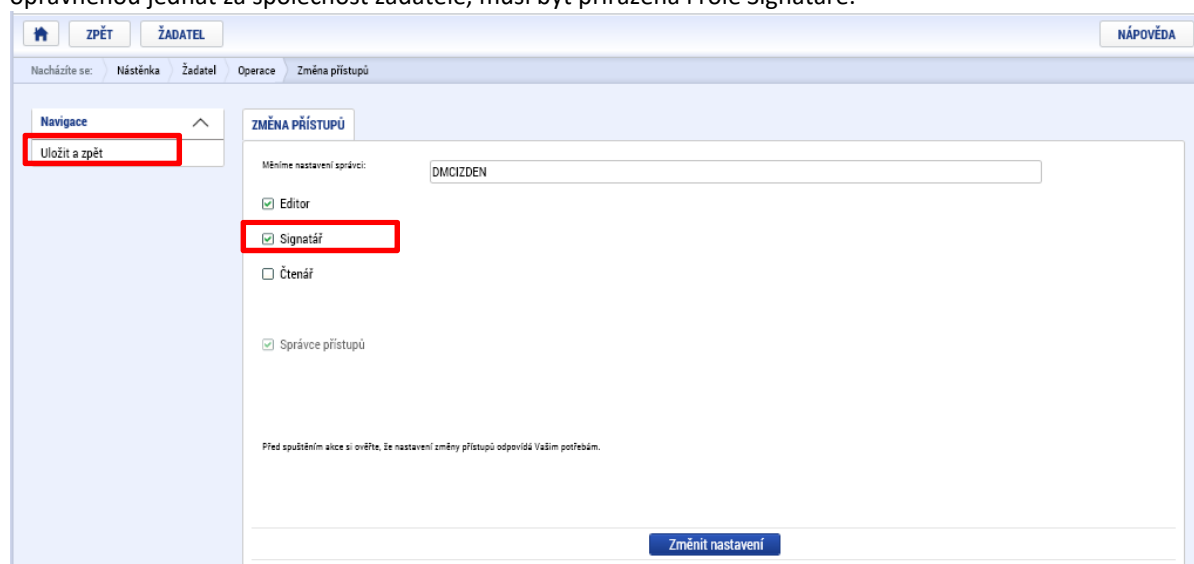 oprávněnou jednat za společnost žadatele, musí být přiřazena i role Signatáře.
ZPĚT ŽADATEL NÁPOVĚDA
Nacházíte se: Nástěnka Žadatel Operace Změna přístupů
Navigace
Uložit a zpět
ZMĚNA PŘÍSTUPŮ
Měníme nastavení správci: DMCIZDEN
Editor
Signatář
Čtenář
Správce přístupů
Před spuštěním akce si ověřte, že nastavení změny přístupů odpovídá Vašim potřebám.
Změnit nastavení